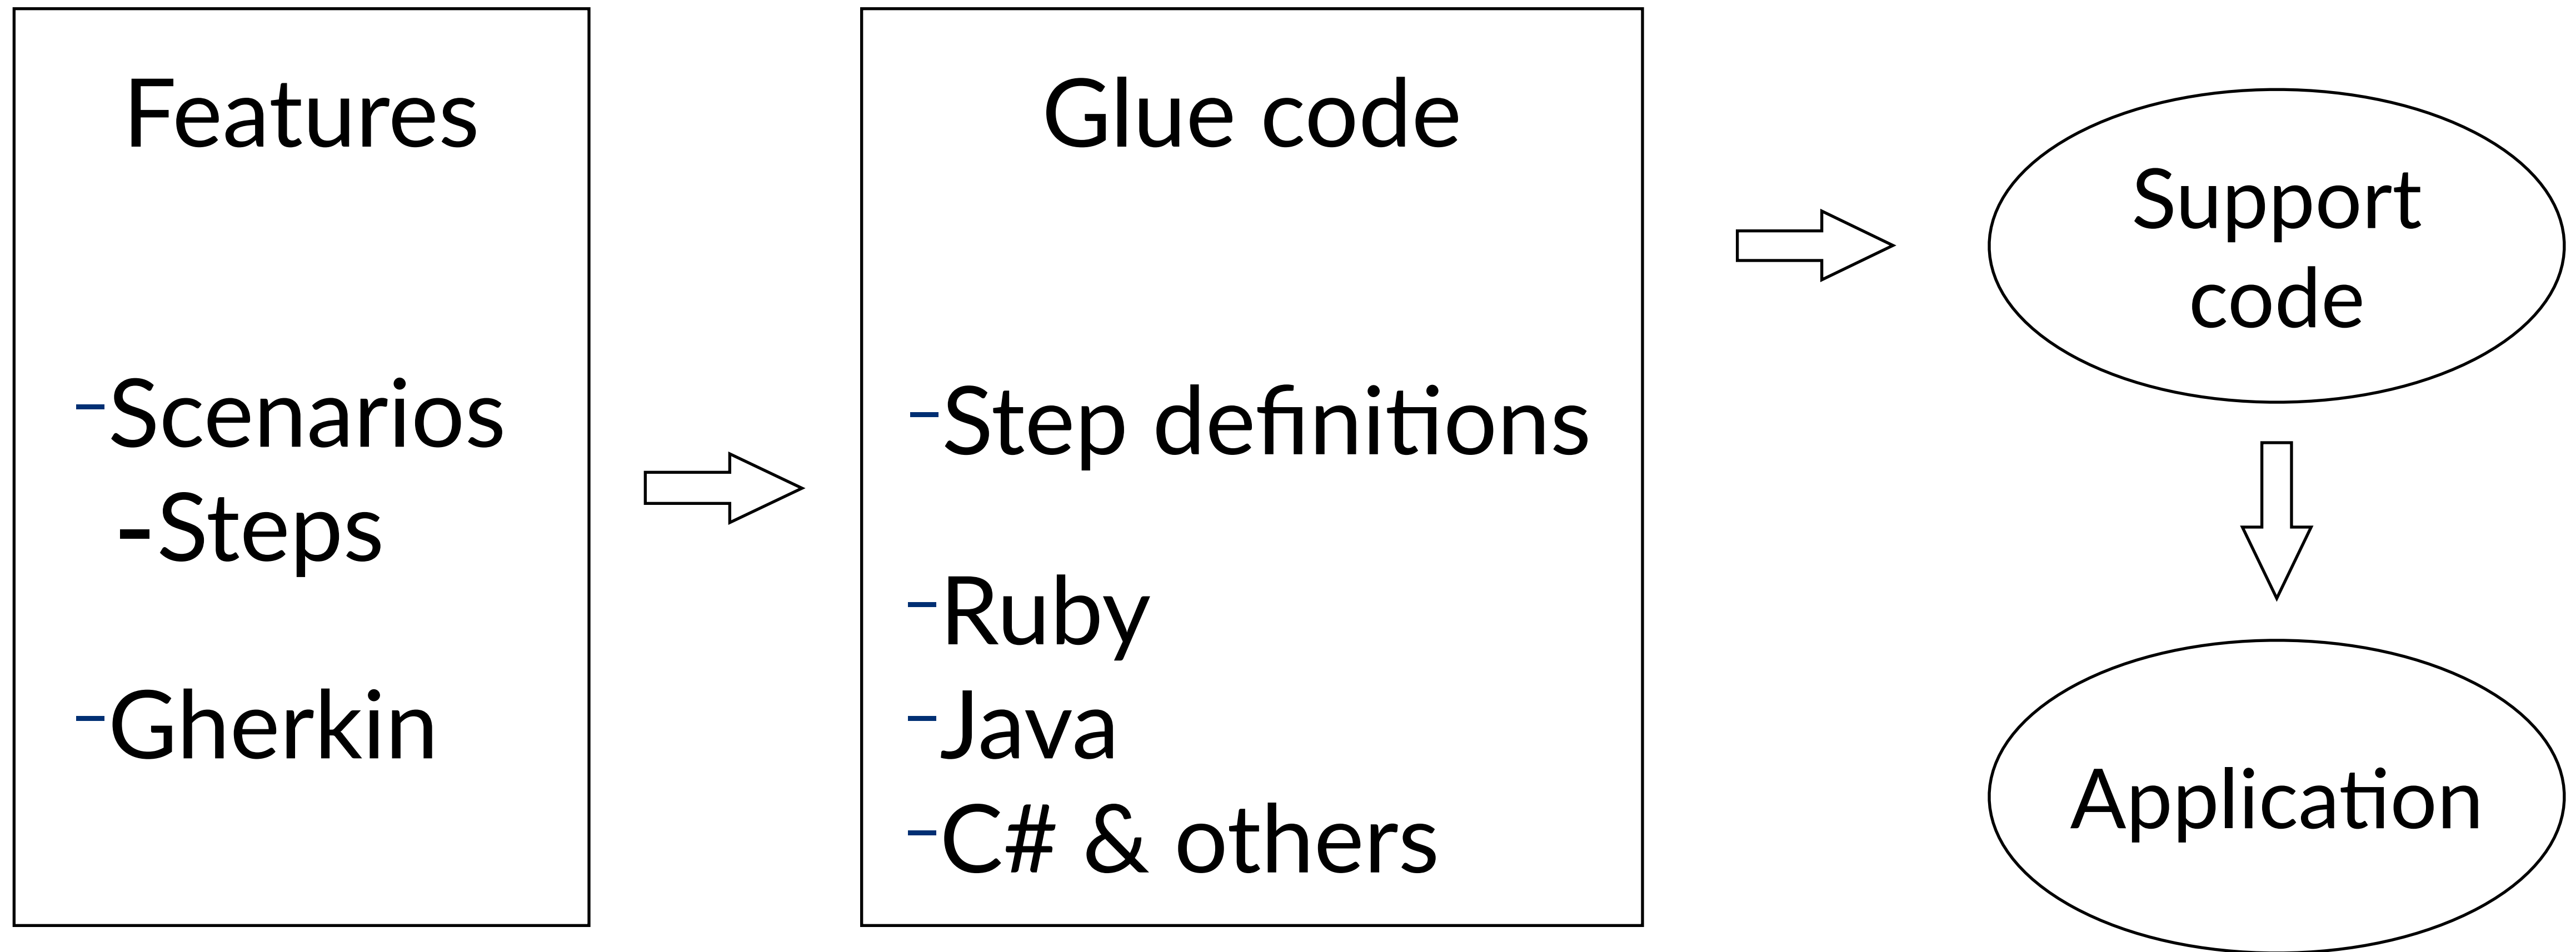 Features
–Scenarios
-Steps
–Gherkin
Glue code
–Step definitions
–Ruby
–Java
–C# & others
Support
code
Application